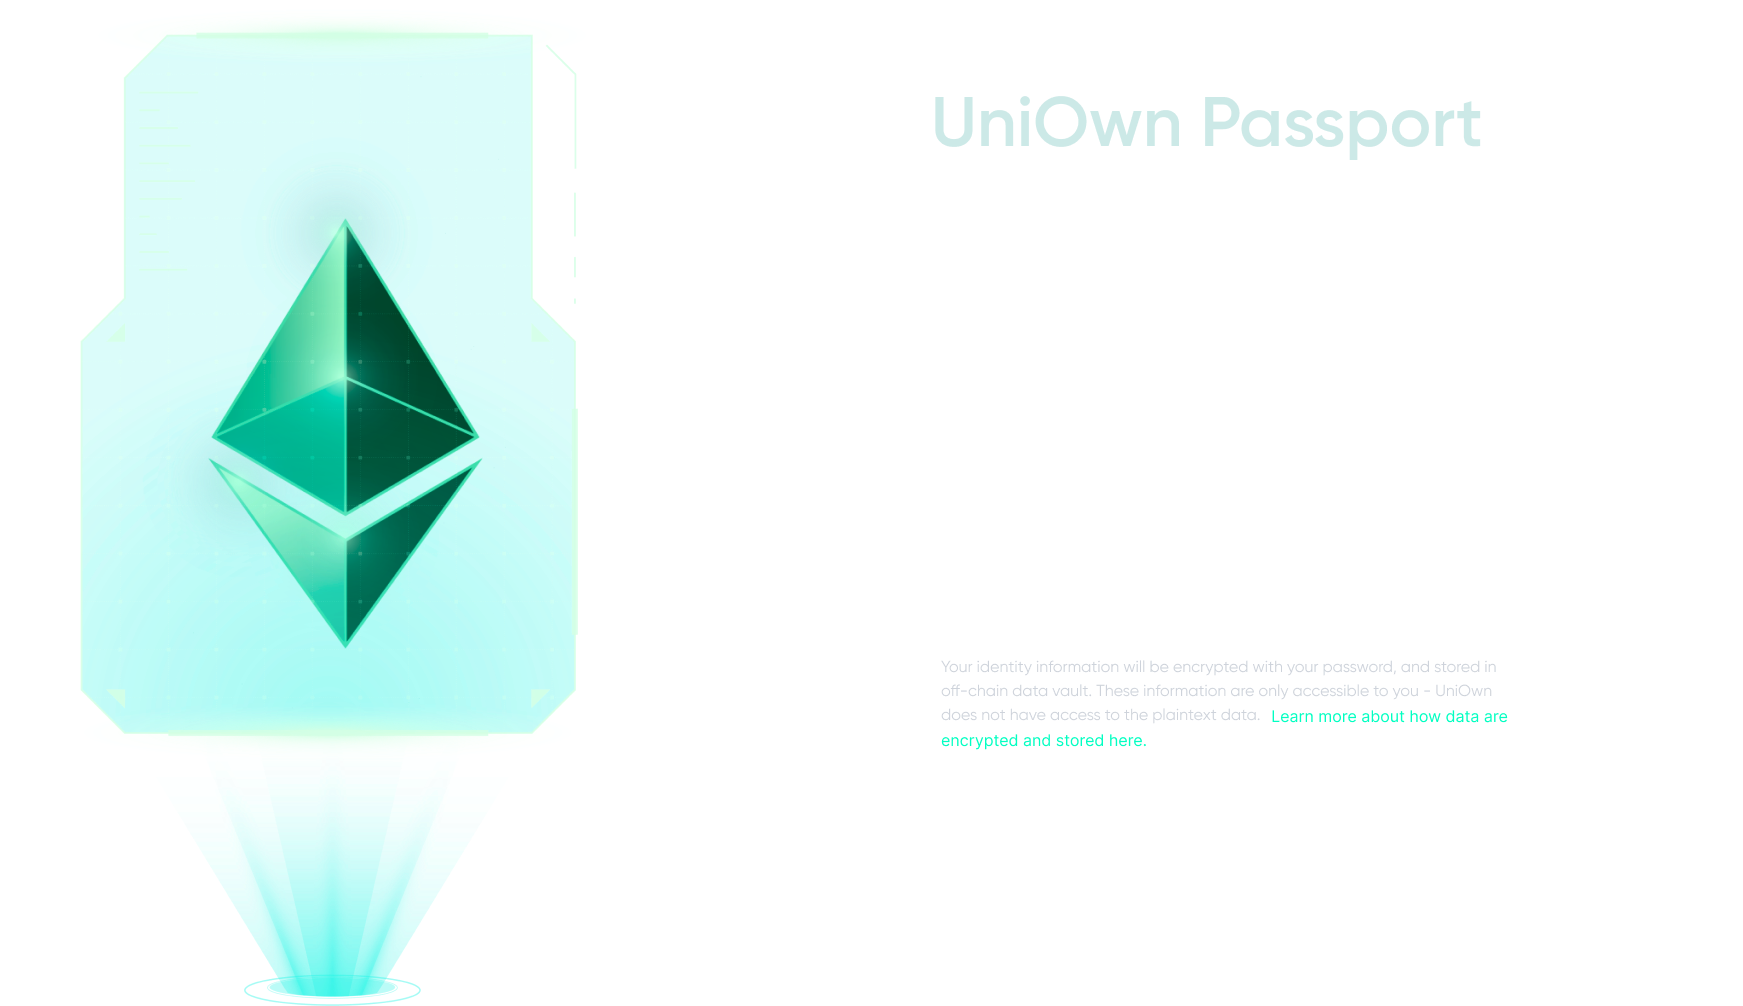 UniOwn Passport
Your identity information will be encrypted with your password, and stored in
off-chain data vault. These information are only accessible to you - UniOwn
does not have access to the plaintext data. Learn more about how data are
encrypted and stored here.